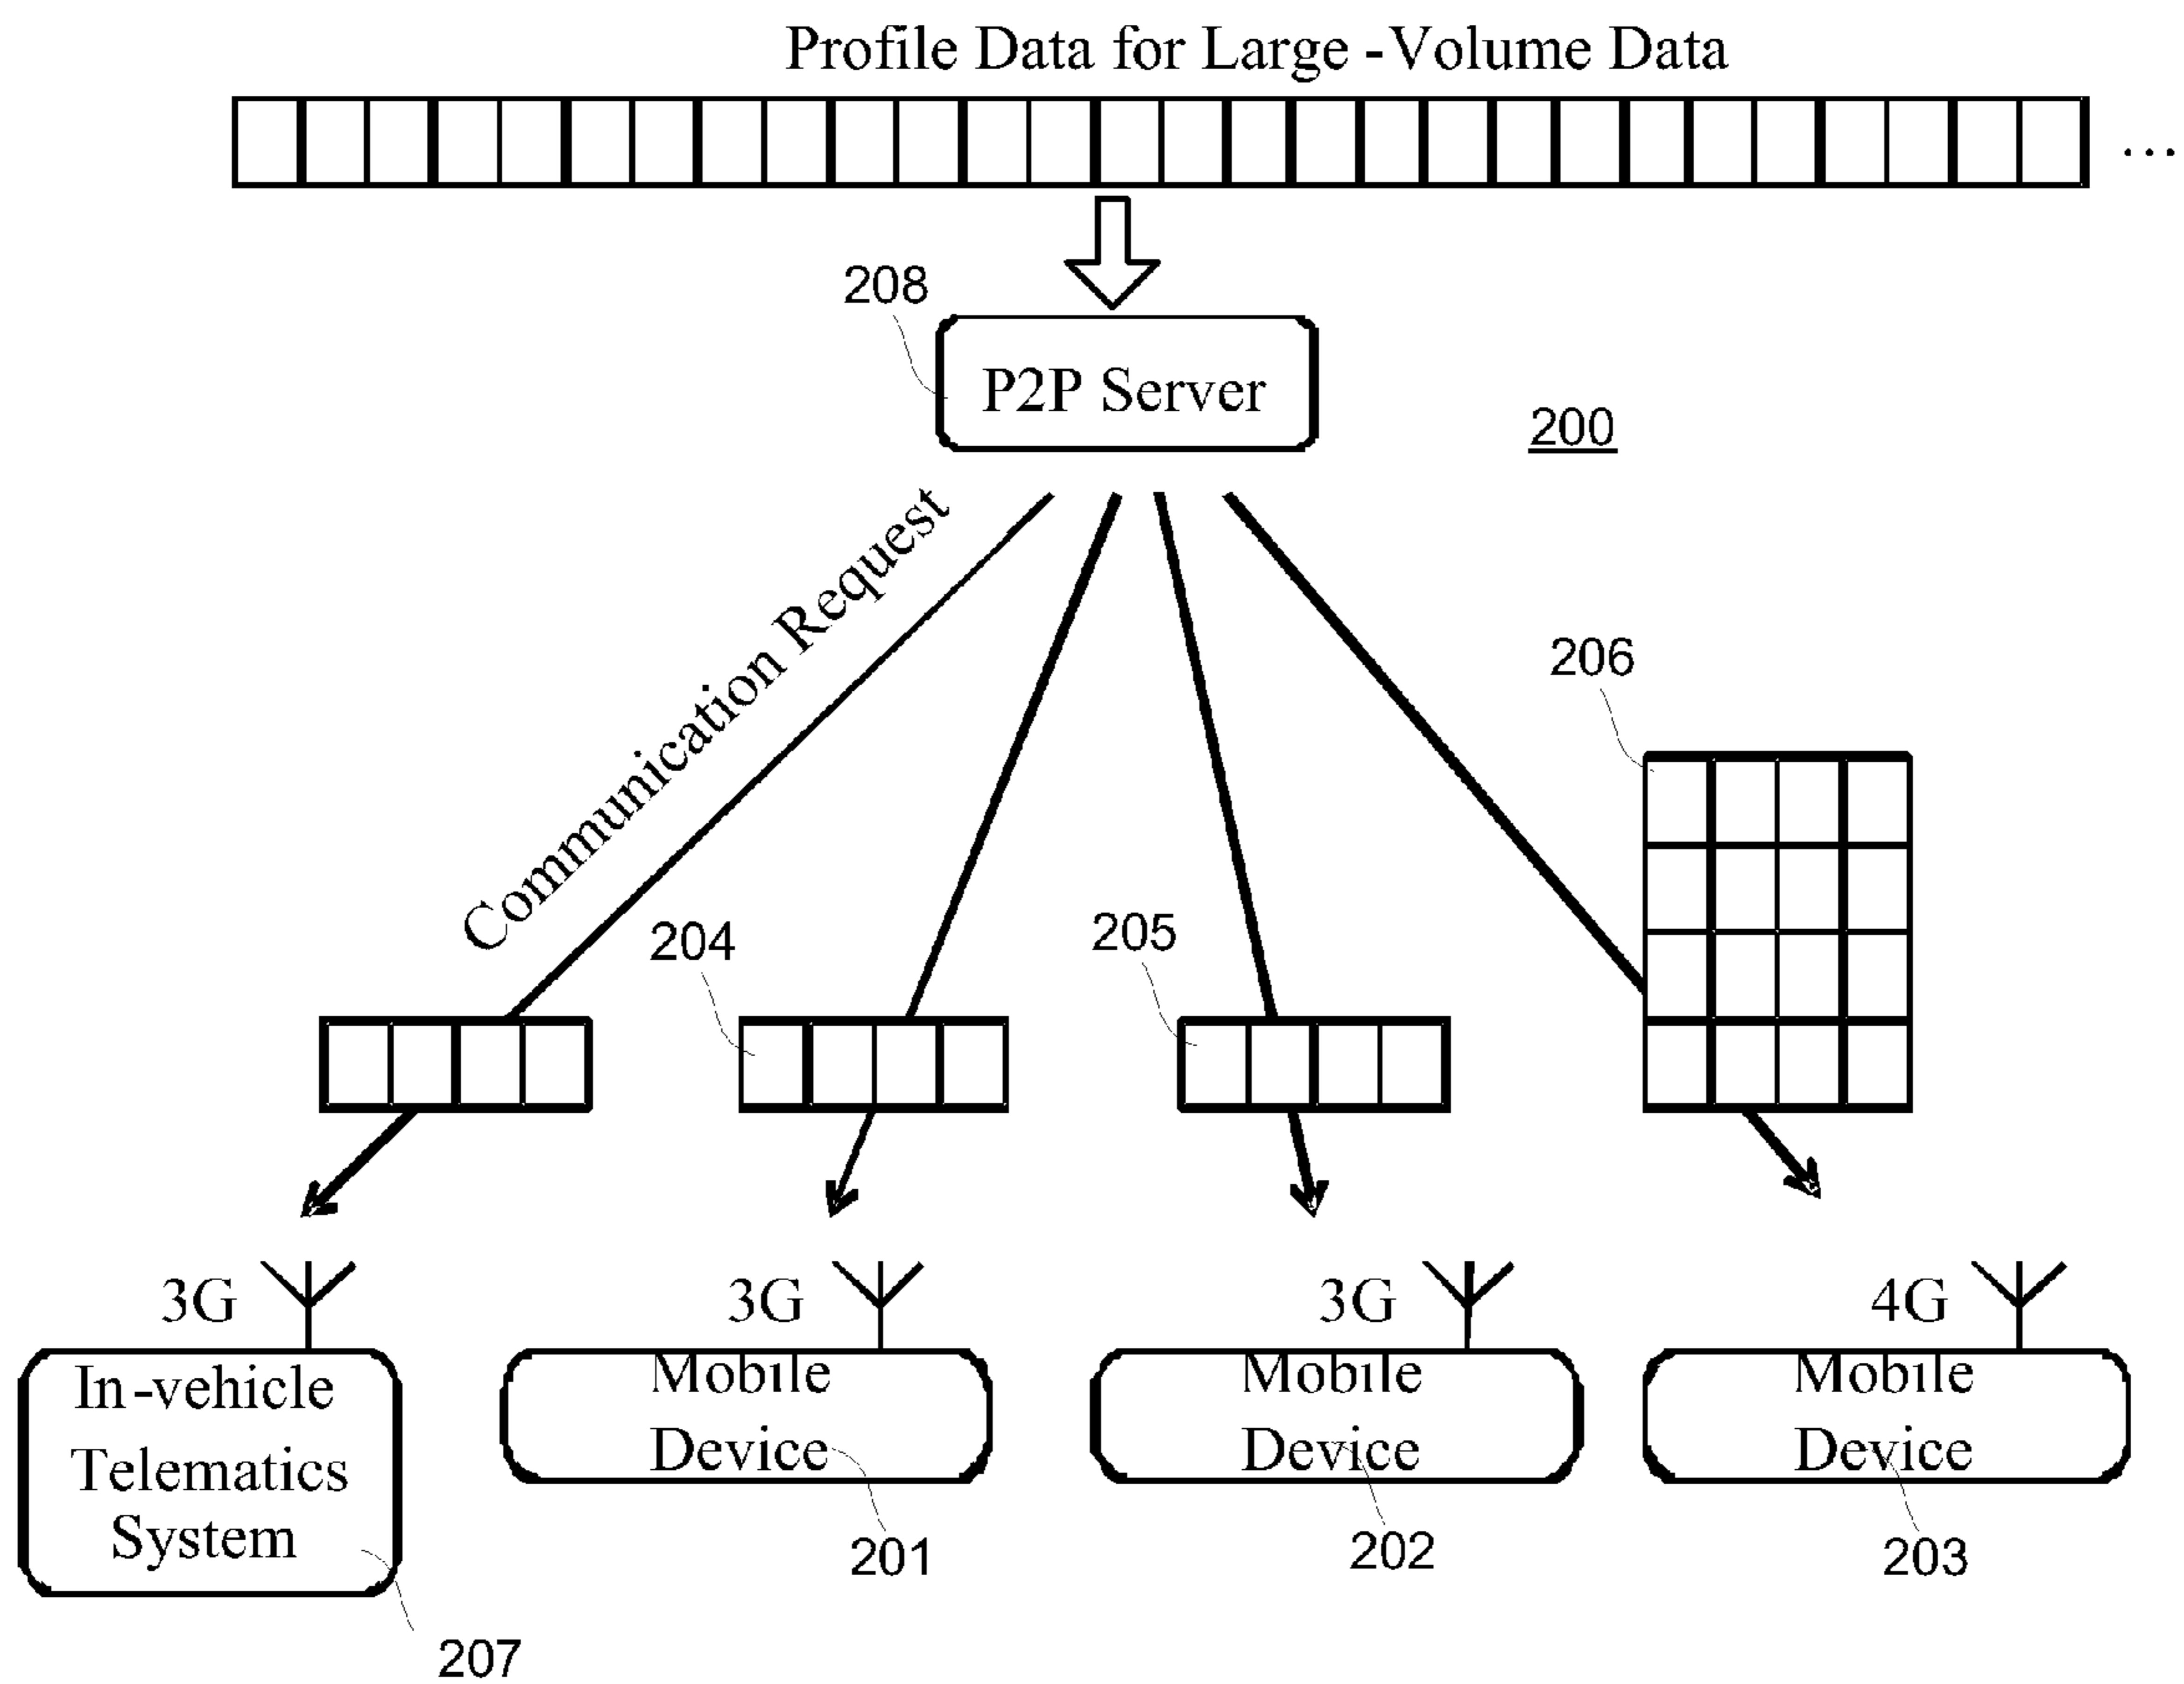 Profile Data for Large -Volume Data
...
208
P2P Server
200
Communication Request
206
204
205
3G
3G
3G
4G
In-vehicle
Telematics
System
Mobile
Device
Mobile
Device
Mobile
Device
201
202
203
207